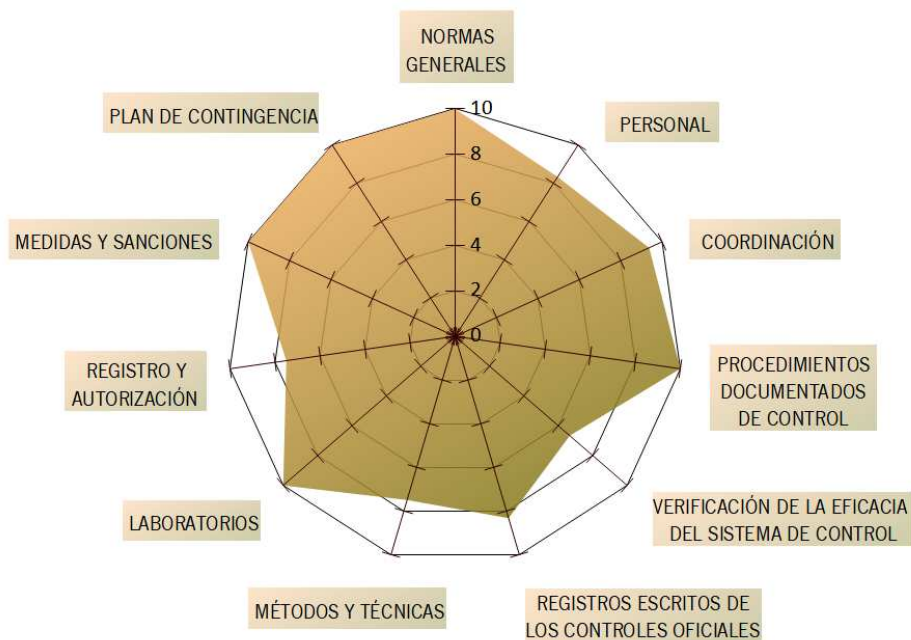 NORMAS
GENERALES
PERSONAL
COORDINACIÓN
PROCEDIMIENTOS
DOCUMENTADOS
DE CONTROL
VERIFICACIÓN DE LA EFICACIA
DEL SISTEMA DE CONTROL
REGISTROS ESCRITOS DE
LOS CONTROLES OFICIALES
MÉTODOS Y TÉCNICAS
LABORATORIOS
REGISTRO Y
AUTORIZACIÓN
MEDIDAS Y SANCIONES
PLAN DE CONTINGENCIA
10
8
6
4
2
0